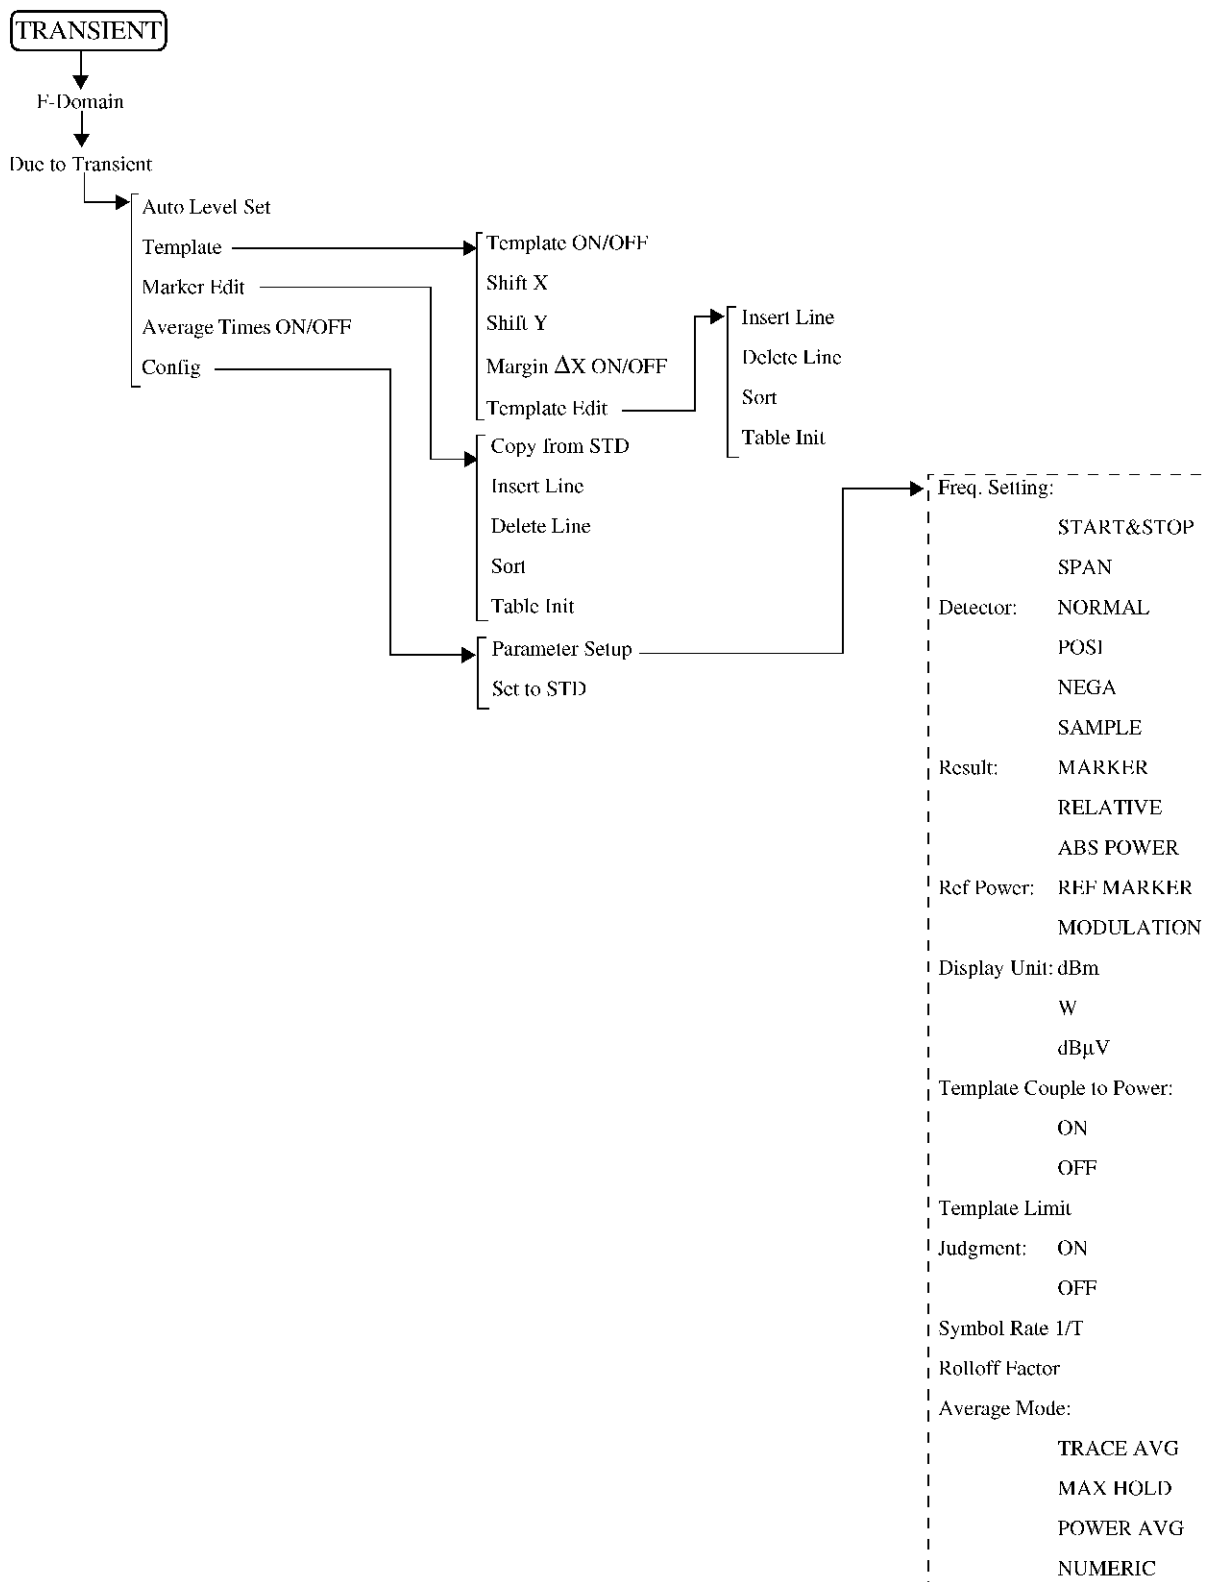 TRANSIENT
F-Domain
Due to Transient
Auto Level Set
Template
Marker Edit
Average Times ON/OFF
Config
Template ON/OFF
Shift X
Shift Y
Margin ΔX ON/OFF
Template Edit
Insert Line
Delete Line
Sort
Table Init
Copy from STD
Insert Line
Delete Line
Sort
Table Init
Parameter Setup
Set to STD
Freq. Setting:
START&STOP
SPAN
Detector: NORMAL
POSI
NEGA
SAMPLE
Result: MARKER
RELATIVE
ABS POWER
Ref Power: REF MARKER
MODULATION
Display Unit: dBm
W
dBµV
Template Couple to Power:
ON
OFF
Template Limit
Judgment: ON
OFF
Symbol Rate 1/T
Rolloff Factor
Average Mode:
TRACE AVG
MAX HOLD
POWER AVG
NUMERIC